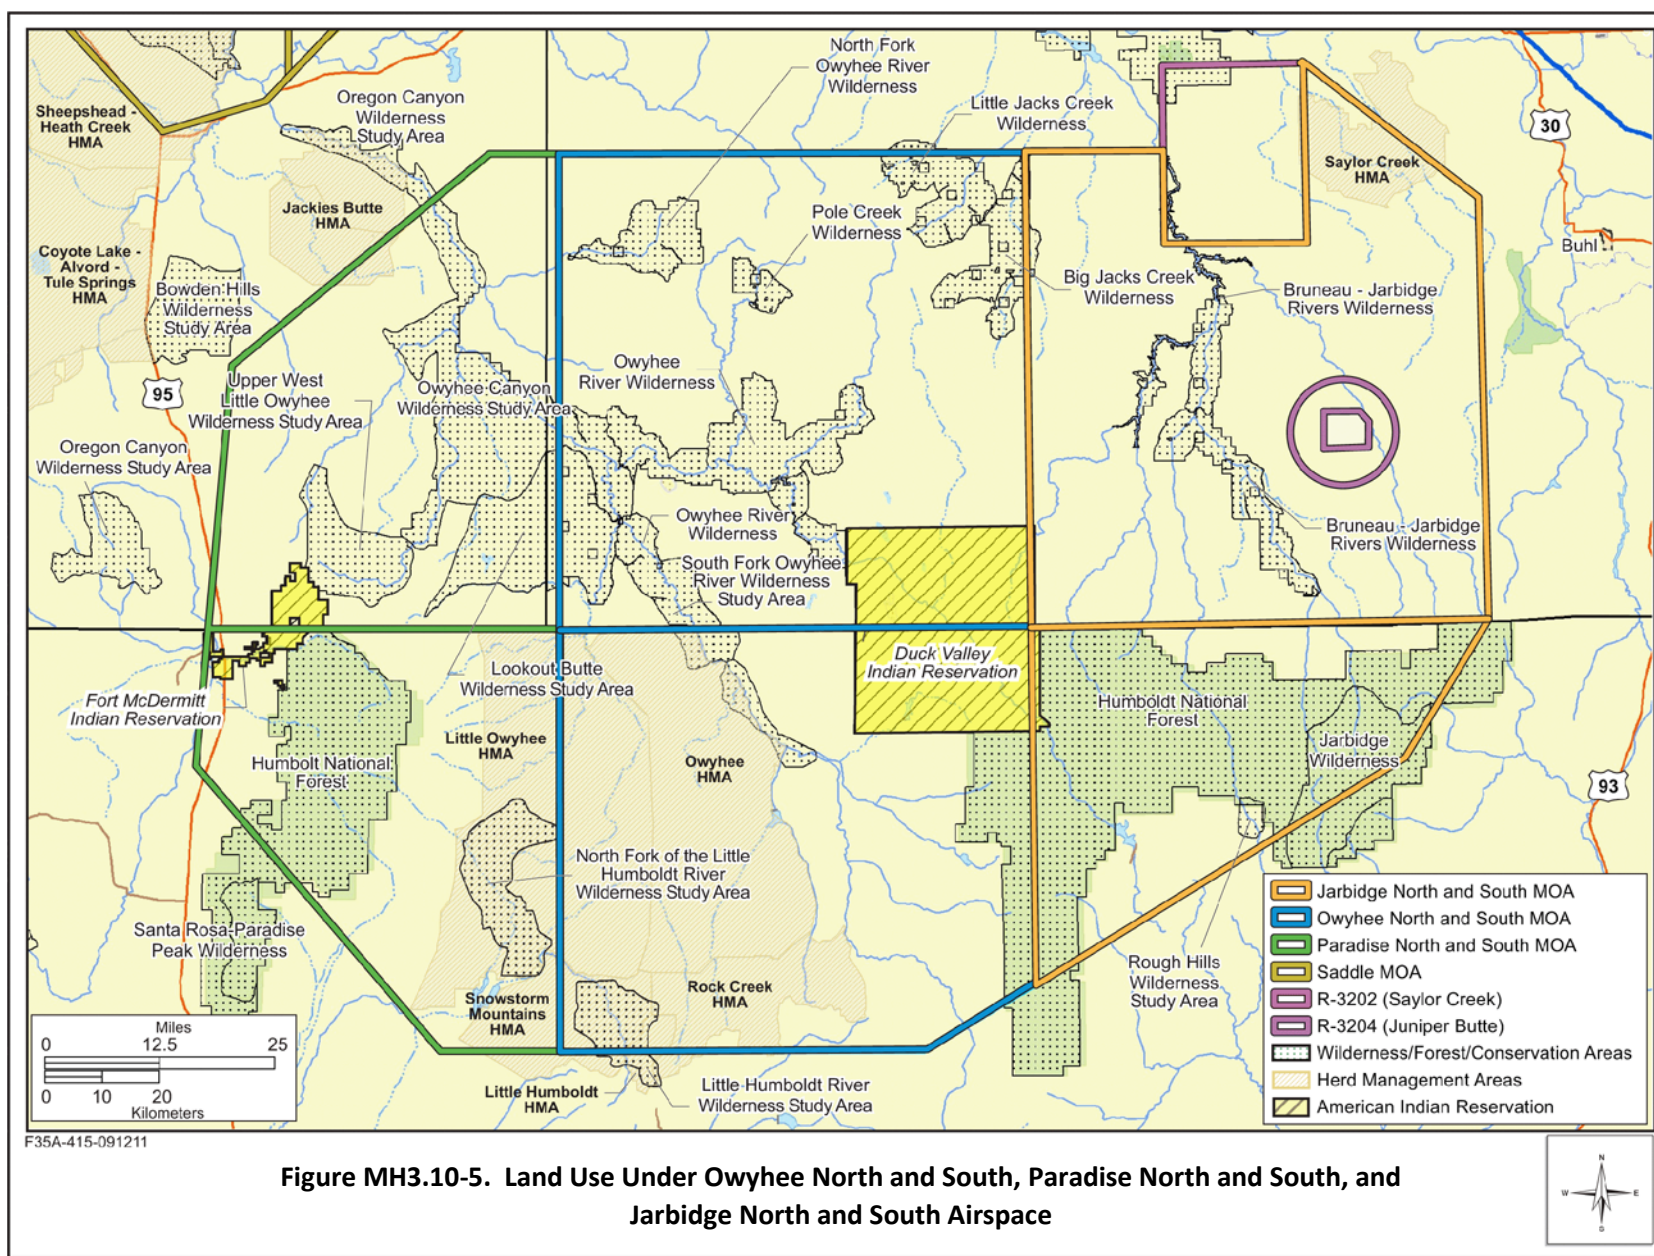 North Fork
Owyhee River
Wilderness
Oregon Canyon
Wilderness
Study Area
Little Jacks Creek
Wilderness
Sheepshead -
Heath Creek
HMA
30
Saylor Creek
HMA
Jackies Butte
HMA
Pole Creek
Wilderness
Buhl
Coyote Lake -
Alvord -
Tule Springs
HMA
Bowden Hills
Wilderness
Study Area
Big Jacks Creek
Wilderness
Bruneau - Jarbidge
Rivers Wilderness
95
Upper West
Little Owyhee
Wilderness Study Area
Owyhee Canyon
Wilderness Study Area
Owyhee
River Wilderness
Oregon Canyon
Wilderness Study Area
Owyhee River
Wilderness
Bruneau - Jarbidge
Rivers Wilderness
South Fork Owyhee
River Wilderness
Study Area
Duck Valley
Indian Reservation
Lookout Butte
Wilderness Study Area
Fort McDermitt
Indian Reservation
Humboldt National
Forest
Little Owyhee
HMA
Jarbidge
Wilderness
Humbolt National
Forest
Owyhee
HMA
93
North Fork of the Little
Humboldt River
Wilderness Study Area
Santa Rosa-Paradise
Peak Wilderness
Rough Hills
Wilderness
Study Area
Snowstorm
Mountains
HMA
Rock Creek
HMA
Little Humboldt
HMA
Little Humboldt River
Wilderness Study Area
Jarbidge North and South MOA
Owyhee North and South MOA
Paradise North and South MOA
Saddle MOA
R-3202 (Saylor Creek)
R-3204 (Juniper Butte)
Wilderness/Forest/Conservation Areas
Herd Management Areas
American Indian Reservation
Miles
0 12.5 25
0 10 20
Kilometers
F35A-415-091211
N
W E
S
Figure MH3.10-5. Land Use Under Owyhee North and South, Paradise North and South, and
Jarbidge North and South Airspace